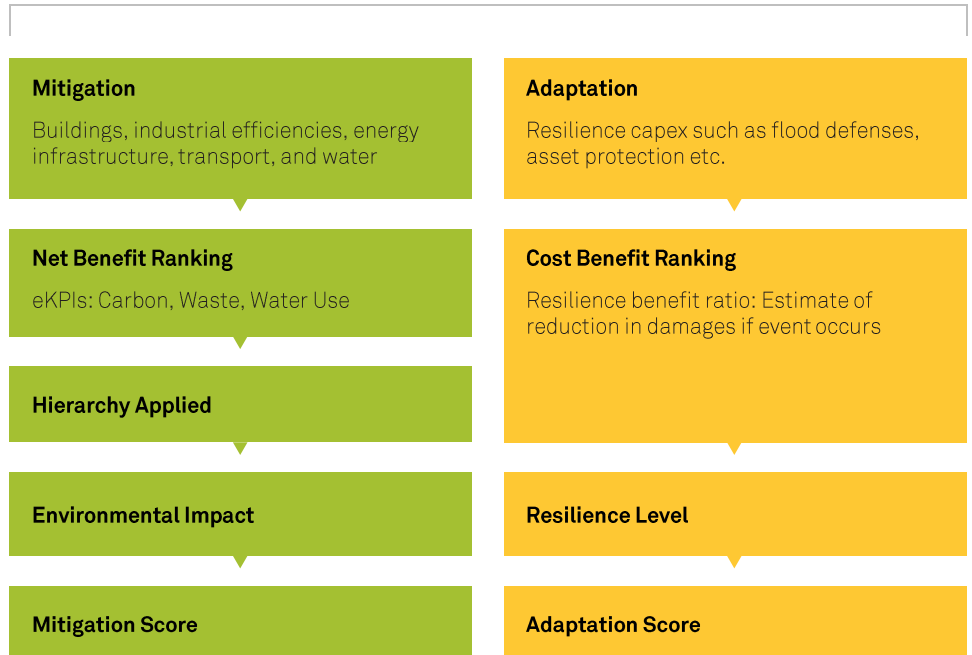 Mitigation
Buildings, industrial efficiencies, energy
infrastructure, transport, and water
Net Benefit Ranking
eKPIs: Carbon, Waste, Water Use
Hierarchy Applied
Environmental Impact
Mitigation Score
Adaptation
Resilience capex such as flood defenses,
asset protection etc.
Cost Benefit Ranking
Resilience benefit ratio: Estimate of
reduction in damages if event occurs
Resilience Level
Adaptation Score